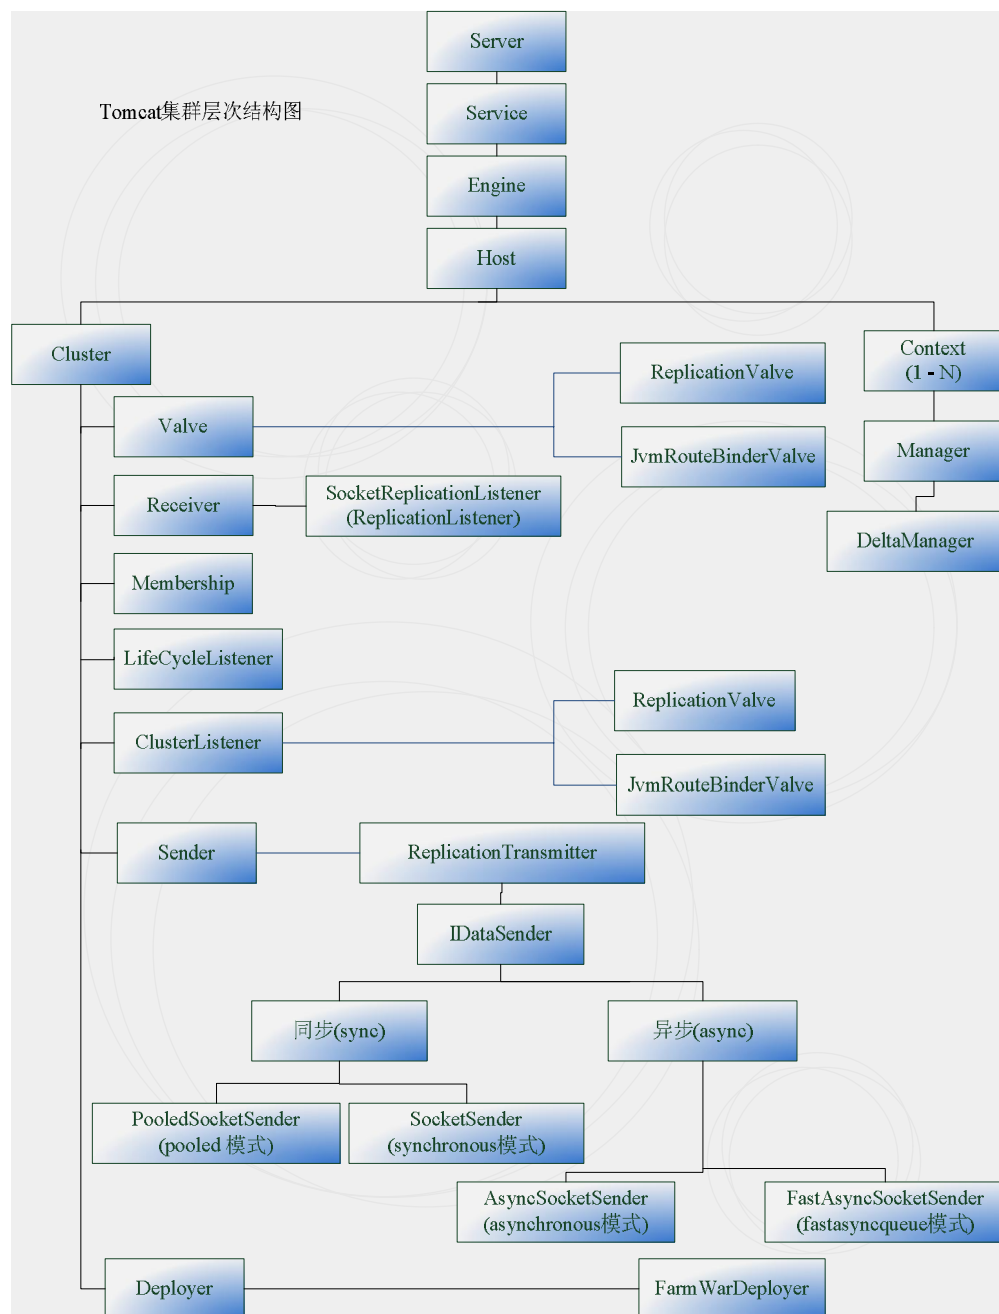 Server
Tomcat集群层次结构图
Service
Engine
Host
Cluster
Context
(1 - N)
ReplicationValve
Valve
Manager
JvmRouteBinderValve
Receiver
SocketReplicationListener
(ReplicationListener)
DeltaManager
Membership
LifeCycleListener
ReplicationValve
ClusterListener
JvmRouteBinderValve
Sender
ReplicationTransmitter
IDataSender
同步(sync)
异步(async)
PooledSocketSender
(pooled 模式)
SocketSender
(synchronous模式)
AsyncSocketSender
(asynchronous模式)
FastAsyncSocketSender
(fastasyncqueue模式)
Deployer
FarmWarDeployer